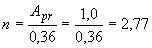 n = A_pr / 0,36 = 1,0 / 0,36 = 2,77